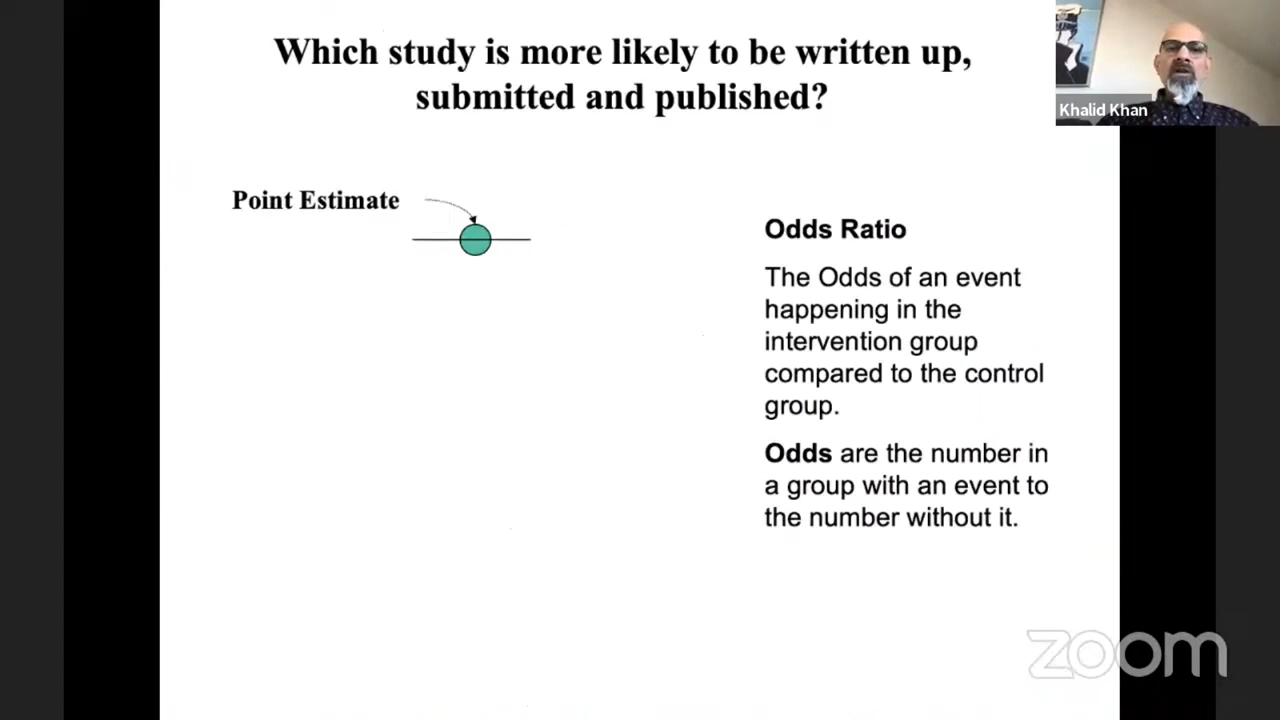 Which study is more likely to be written up,
submitted and published?
Khalid Khan
Point Estimate
Odds Ratio
The Odds of an event
happening in the
intervention group
compared to the control
group.
Odds are the number in
a group with an event to
the number without it.
zoom